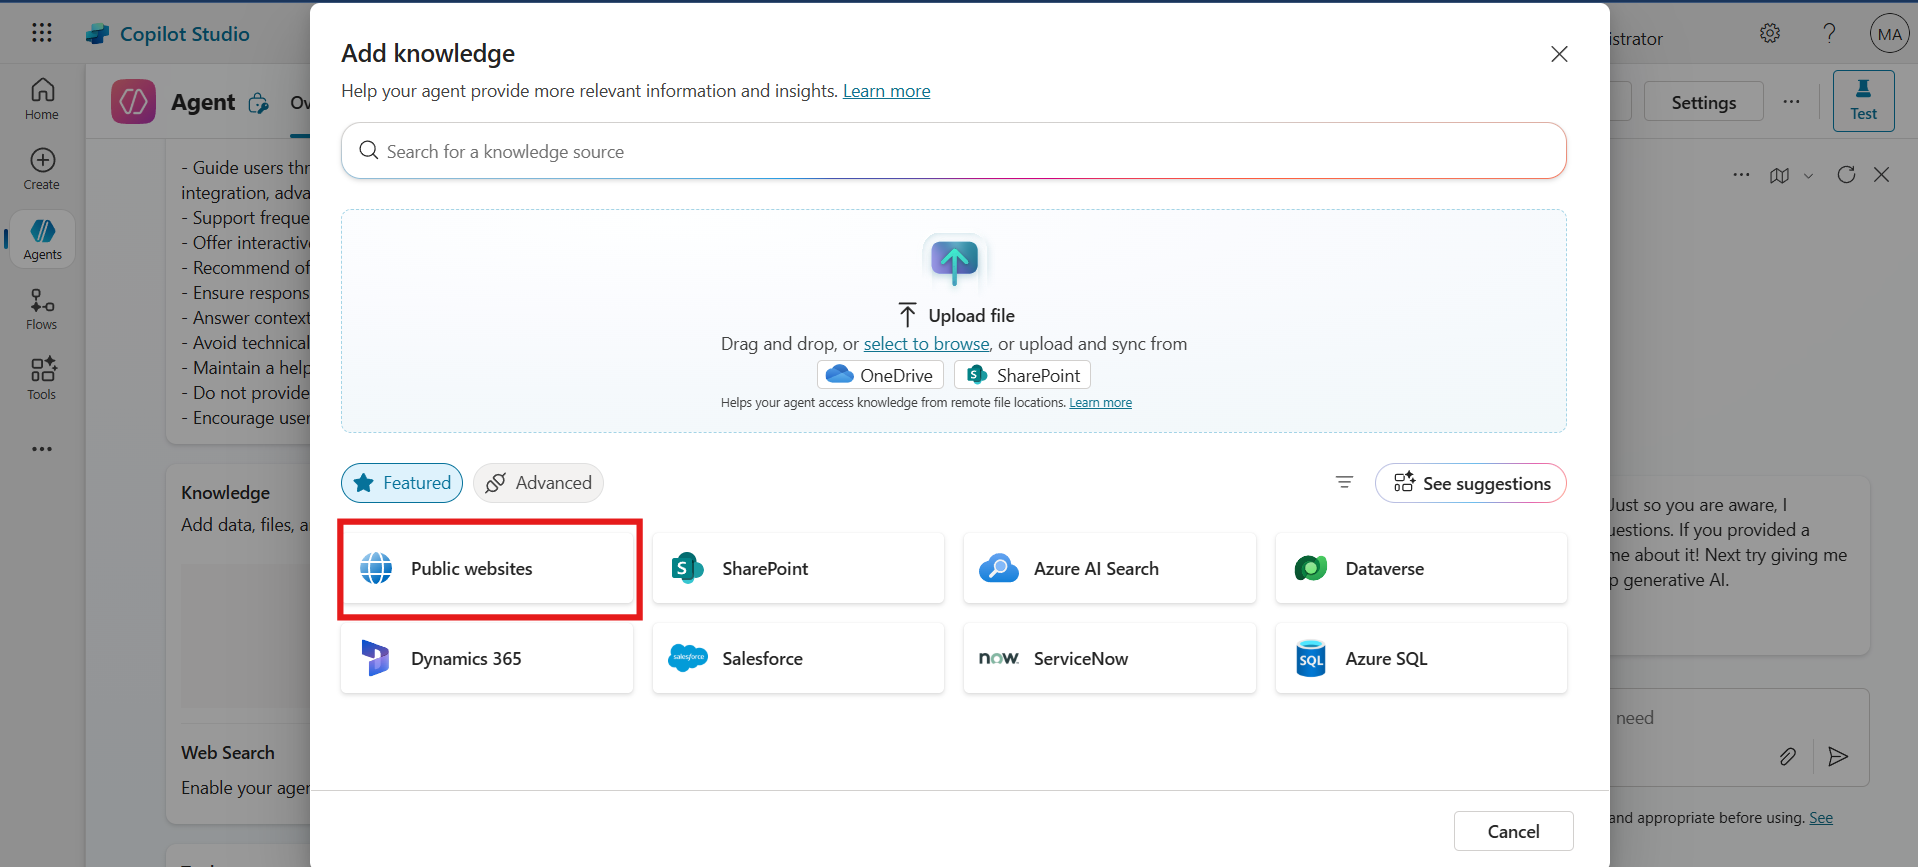 Copilot Studio
istrator
MA
Home
Create
Agents
Flows
Tools
Agent
Ov
Settings
Test
- Guide users thr
integration, adva
- Support freque
- Offer interactive
- Recommend of
- Ensure respons
- Answer context
- Avoid technical
- Maintain a help
- Do not provide
- Encourage user
Knowledge
Add data, files, a
Web Search
Enable your agen
Add knowledge
Help your agent provide more relevant information and insights. Learn more
Search for a knowledge source
Upload file
Drag and drop, or select to browse, or upload and sync from
OneDrive
SharePoint
Helps your agent access knowledge from remote file locations. Learn more
Featured
Advanced
See suggestions
Public websites
SharePoint
Azure AI Search
Dataverse
Dynamics 365
salesforce
Salesforce
now.
ServiceNow
SQL
Azure SQL
Cancel
Just so you are aware, I
uestions. If you provided a
me about it! Next try giving me
p generative AI.
need
and appropriate before using. See